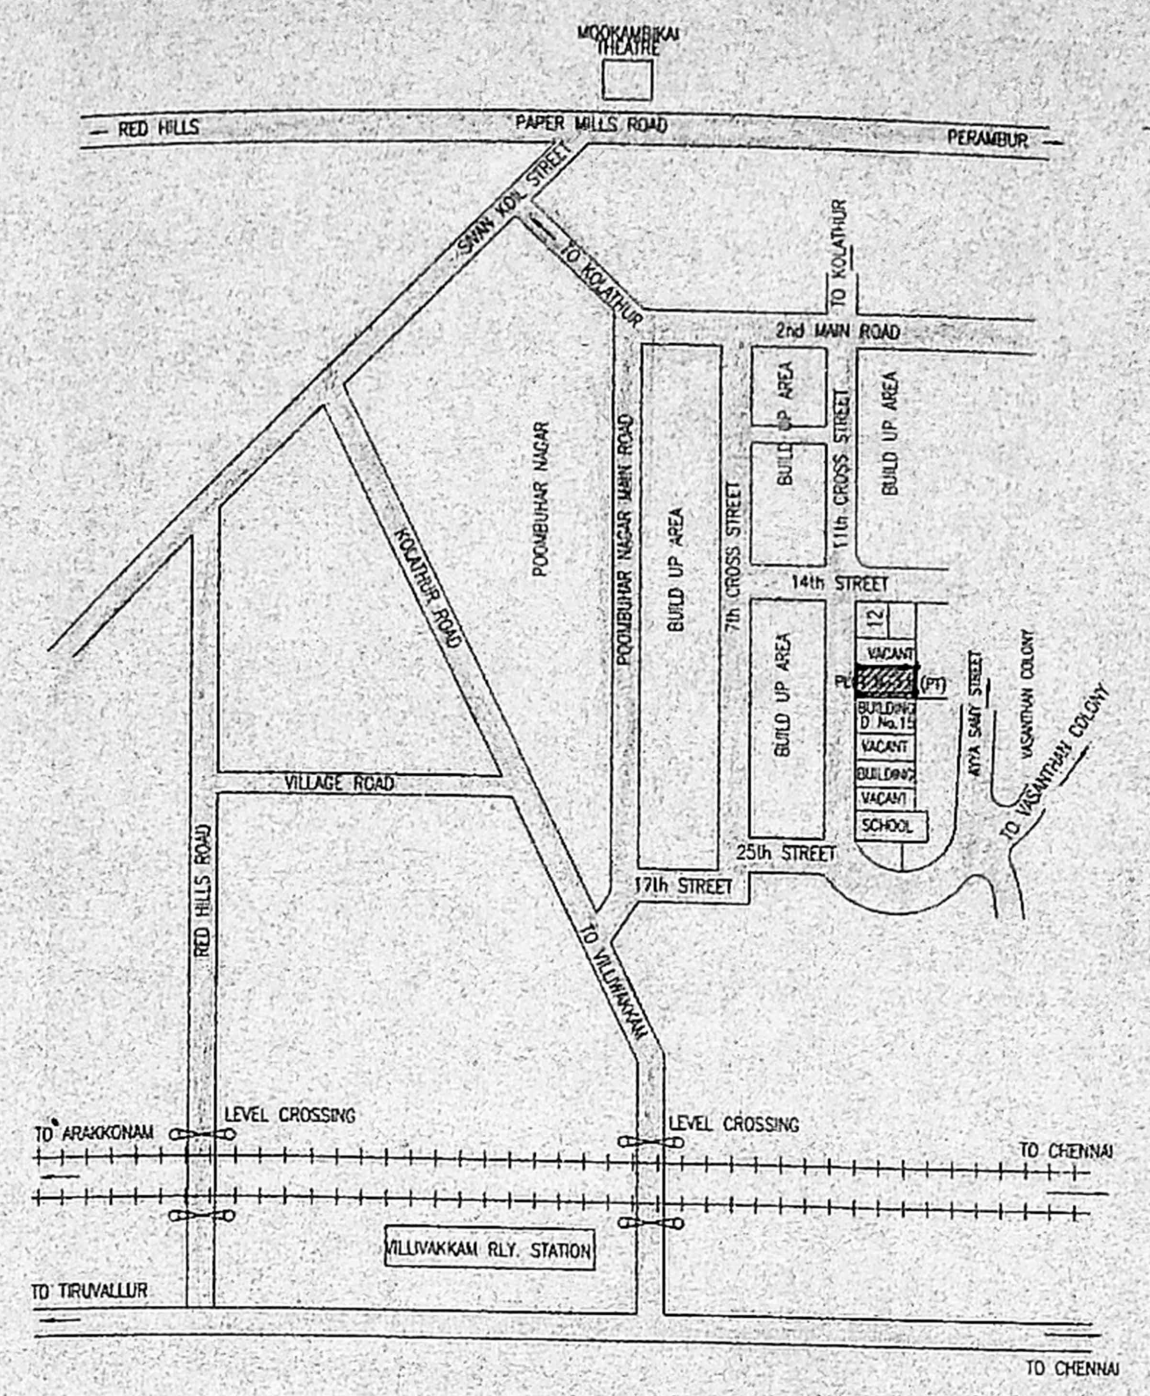 MOOKAMBIKAI
THEATRE
RED HILLS
PAPER MILLS ROAD
PERAMBUR
SIVAN KOIL STREET
TO KOLATHUR
TO KOLATHUR
2nd MAIN ROAD
BUILD UP AREA
11th CROSS STREET
BUILD UP AREA
POOMBUHAR NAGAR
POOMBUHAR NAGAR MAIN ROAD
BUILD UP AREA
7th CROSS STREET
KOLATHUR ROAD
14th STREET
12
VACANT
(PT)
BUILDING
D No.15
VACANT
BUILDING
VACANT
SCHOOL
BUILD UP AREA
AYYA SAMY STREET
VASANTHAN COLONY
TO VASANTHAN COLONY
VILLAGE ROAD
RED HILLS ROAD
25th STREET
17th STREET
TO VILLIWAKKAM
LEVEL CROSSING
LEVEL CROSSING
TO ARAKKONAM
TO CHENNAI
VILLIVAKKAM RLY. STATION
TO TIRUVALLUR
TO CHENNAI